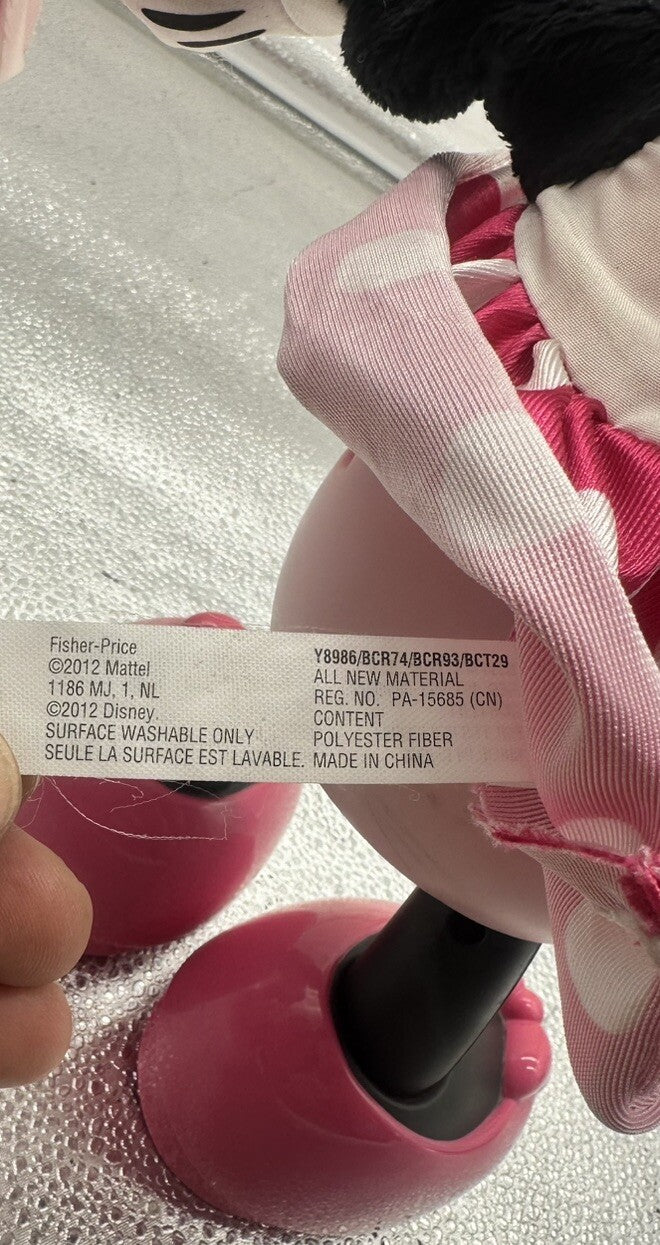 Fisher-Price
©2012 Mattel
1186 MJ, 1, NL
©2012 Disney.
SURFACE WASHABLE ONLY
SEULE LA SURFACE EST LAVABLE.
Y8986/BCR74/BCR93/BCT29
ALL NEW MATERIAL
REG. NO. PA-15685 (CN)
CONTENT
POLYESTER FIBER
MADE IN CHINA